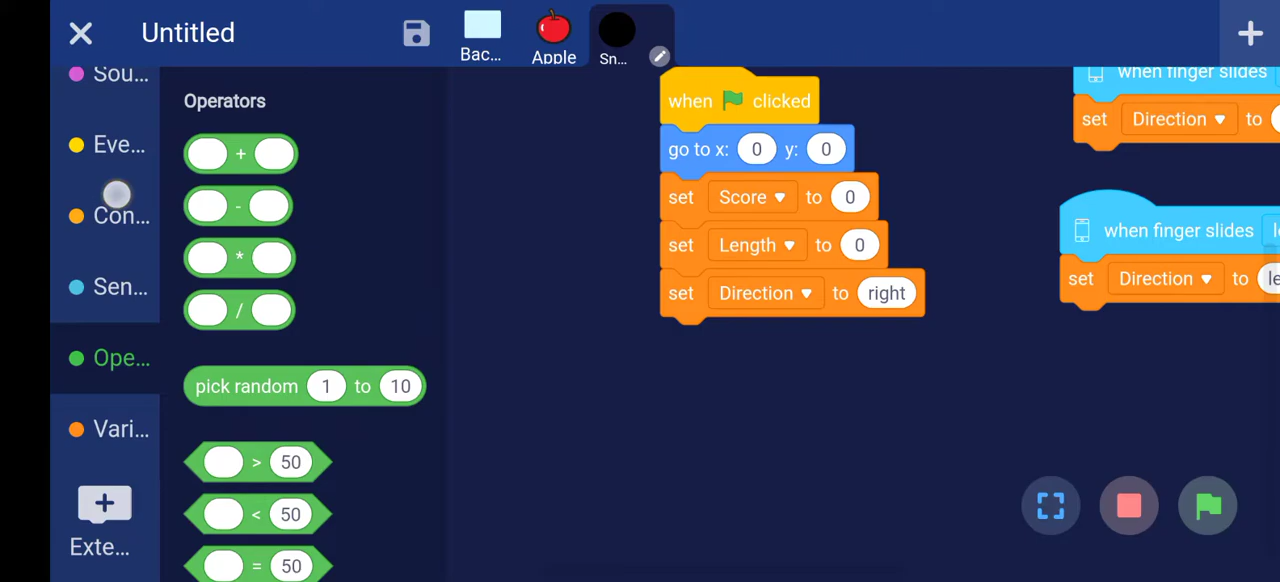 Untitled
Bac...
Apple
Sn...
Sou...
Eve...
Con...
Sen...
Ope...
Vari...
Exte...
Operators
+
-
*
/
pick random 1 to 10
> 50
< 50
= 50
when clicked
go to x: 0 y: 0
set Score to 0
set Length to 0
set Direction to right
when finger slides
set Direction to
when finger slides
set Direction to